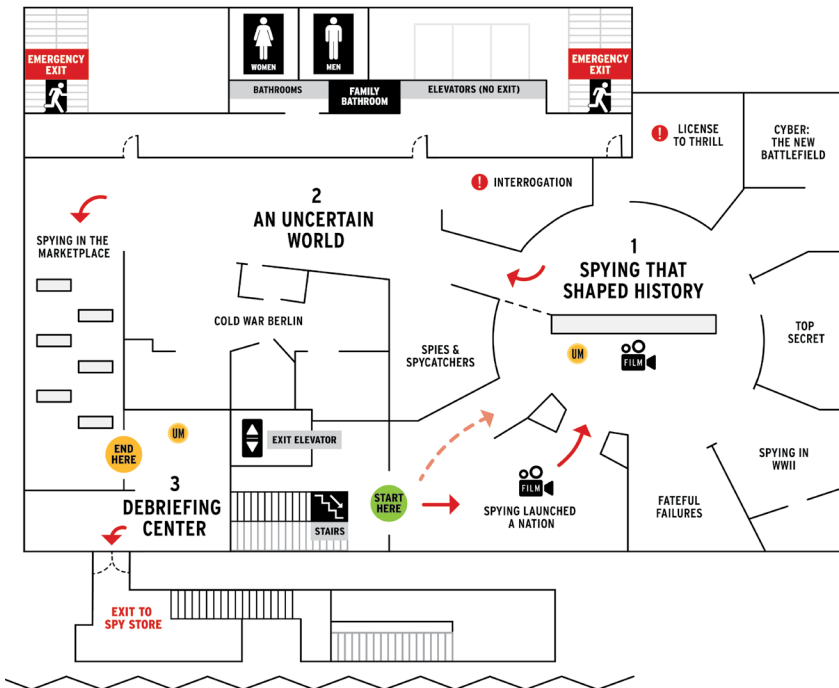 EMERGENCY
EXIT
WOMEN
MEN
BATHROOMS
FAMILY
BATHROOM
ELEVATORS (NO EXIT)
EMERGENCY
EXIT
! LICENSE
TO THRILL
CYBER:
THE NEW
BATTLEFIELD
! INTERROGATION
2
AN UNCERTAIN
WORLD
SPYING IN THE
MARKETPLACE
1
SPYING THAT
SHAPED HISTORY
COLD WAR BERLIN
SPIES &
SPYCATCHERS
UM
FILM
TOP
SECRET
UM
END
HERE
EXIT ELEVATOR
3
DEBRIEFING
CENTER
STAIRS
START
HERE
FILM
SPYING LAUNCHED
A NATION
FATEFUL
FAILURES
SPYING IN
WWII
EXIT TO
SPY STORE